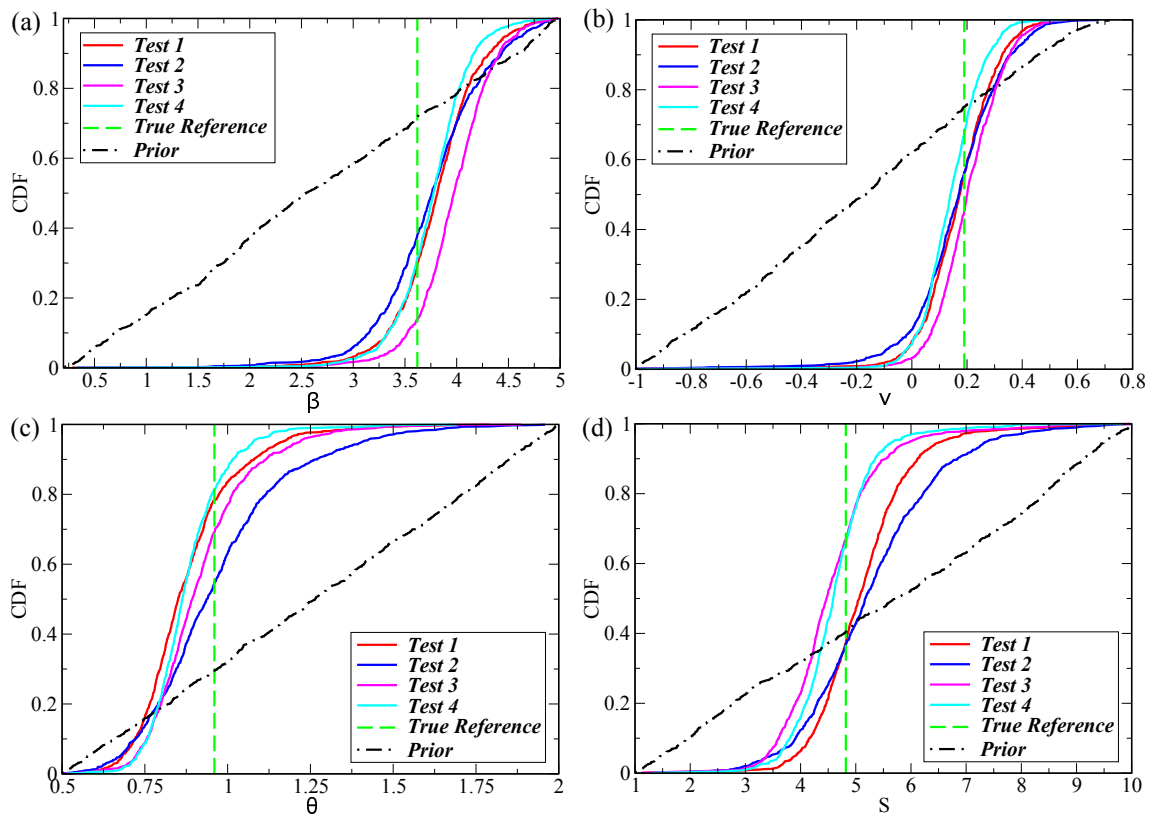 (a)
Test 1
Test 2
Test 3
Test 4
True Reference
Prior
CDF
1
0.8
0.6
0.4
0.2
0
0.5 1 1.5 2 2.5 3 3.5 4 4.5 5
β
(b)
Test 1
Test 2
Test 3
Test 4
True Reference
Prior
CDF
1
0.8
0.6
0.4
0.2
0
-1 -0.8 -0.6 -0.4 -0.2 0 0.2 0.4 0.6 0.8
ν
(c)
Test 1
Test 2
Test 3
Test 4
True Reference
Prior
CDF
1
0.8
0.6
0.4
0.2
0
0.5 0.75 1 1.25 1.5 1.75 2
θ
(d)
Test 1
Test 2
Test 3
Test 4
True Reference
Prior
CDF
1
0.8
0.6
0.4
0.2
0
1 2 3 4 5 6 7 8 9 10
S